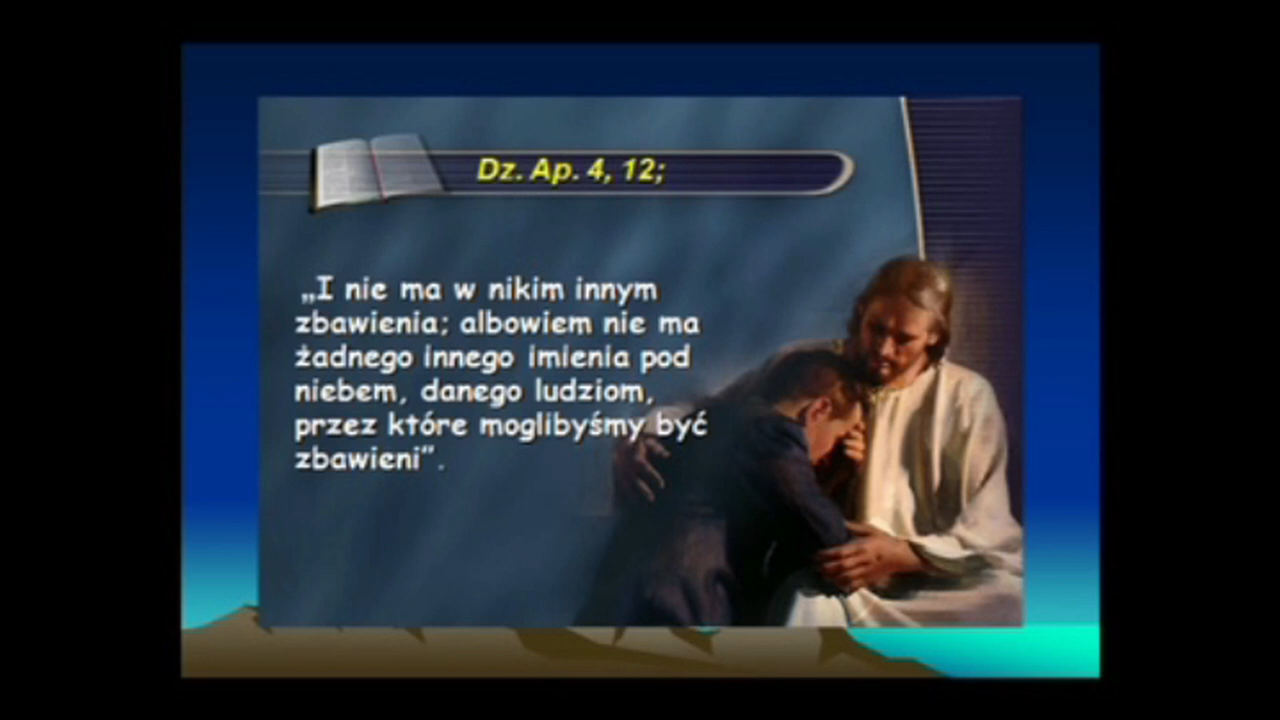 Dz. Ap. 4, 12;
„I nie ma w nikim innym
zbawienia; albowiem nie ma
żadnego innego imienia pod
niebem, danego ludziom,
przez które moglibyśmy być
zbawieni”.